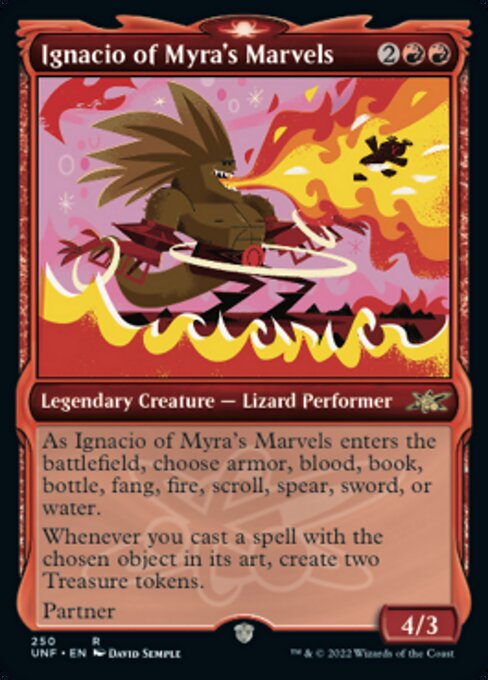 Ignacio of Myra's Marvels 2
Legendary Creature — Lizard Performer
As Ignacio of Myra's Marvels enters the
battlefield, choose armor, blood, book,
bottle, fang, fire, scroll, spear, sword, or
water.
Whenever you cast a spell with the
chosen object in its art, create two
Treasure tokens.
Partner
4/3
250 R
UNF • EN DAVID SEMPLE ™ & © 2022 Wizards of the Coast